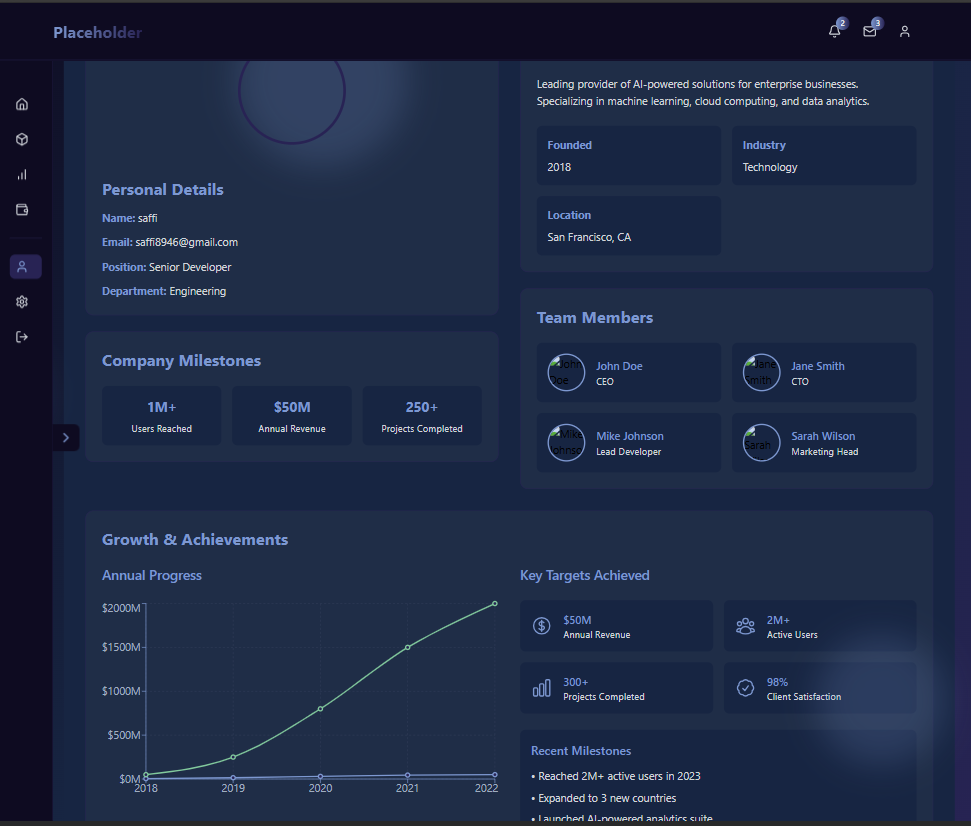 Placeholder
2
3
Leading provider of AI-powered solutions for enterprise businesses.
Specializing in machine learning, cloud computing, and data analytics.
Founded
2018
Industry
Technology
Location
San Francisco, CA
Personal Details
Name: saffi
Email: saffi8946@gmail.com
Position: Senior Developer
Department: Engineering
Company Milestones
1M+
Users Reached
$50M
Annual Revenue
250+
Projects Completed
Team Members
John Doe
John Doe
CEO
Jane Smith
Jane Smith
CTO
Mike Johnso
Mike Johnson
Lead Developer
Sarah
Sarah Wilson
Marketing Head
Growth & Achievements
Annual Progress
$2000M
$1500M
$1000M
$500M
$0M
2018 2019 2020 2021 2022
Key Targets Achieved
$50M
Annual Revenue
2M+
Active Users
300+
Projects Completed
98%
Client Satisfaction
Recent Milestones
• Reached 2M+ active users in 2023
• Expanded to 3 new countries
• Launched AI-powered analytics suite